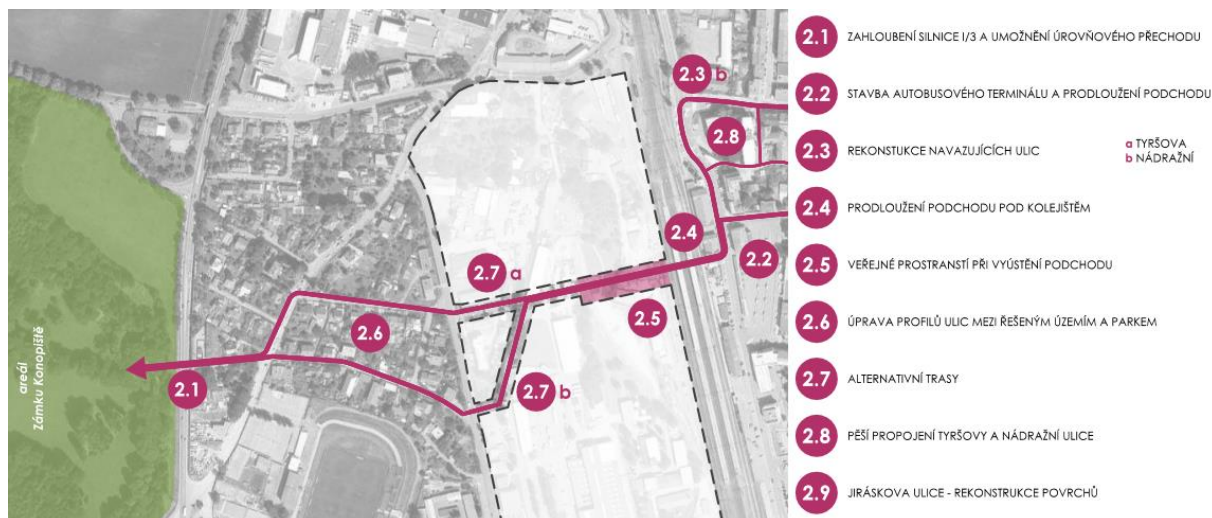 areál
Zámku Konopiště
2.1
2.6
2.7 a
2.7 b
2.5
2.4
2.2
2.3 b
2.8
2.1 ZAHLOUBENÍ SILNICE I/3 A UMOŽNĚNÍ ÚROVŇOVÉHO PŘECHODU
2.2 STAVBA AUTOBUSOVÉHO TERMINÁLU A PRODLOUŽENÍ PODCHODU
2.3 REKONSTUKCE NAVAZUJÍCÍCH ULIC
a TYRŠOVA
b NÁDRAŽNÍ
2.4 PRODLOUŽENÍ PODCHODU POD KOLEJIŠTĚM
2.5 VEŘEJNÉ PROSTRANSTÍ PŘI VYÚSTĚNÍ PODCHODU
2.6 ÚPRAVA PROFILŮ ULIC MEZI ŘEŠENÝM ÚZEMÍM A PARKEM
2.7 ALTERNATIVNÍ TRASY
2.8 PĚŠÍ PROPOJENÍ TYRŠOVY A NÁDRAŽNÍ ULICE
2.9 JIRÁSKOVA ULICE - REKONSTRUKCE POVRCHŮ